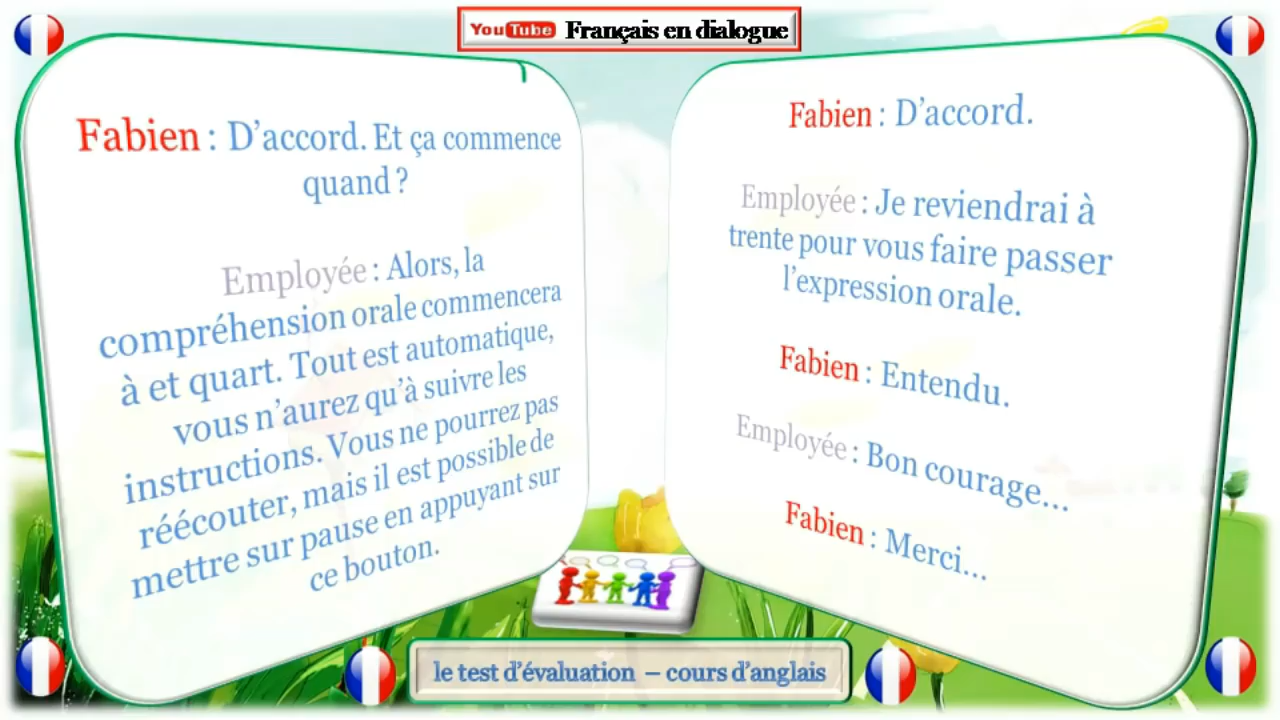 YouTube Français en dialogue
Fabien : D'accord. Et ça commence
quand ?
Employée : Alors, la
compréhension orale commencera
à et quart. Tout est automatique,
vous n'aurez qu'à suivre les
instructions. Vous ne pourrez pas
réécouter, mais il est possible de
mettre sur pause en appuyant sur
ce bouton.
Fabien : D'accord.
Employée : Je reviendrai à
trente pour vous faire passer
l'expression orale.
Fabien : Entendu.
Employée : Bon courage...
Fabien : Merci...
le test d'évaluation – cours d'anglais